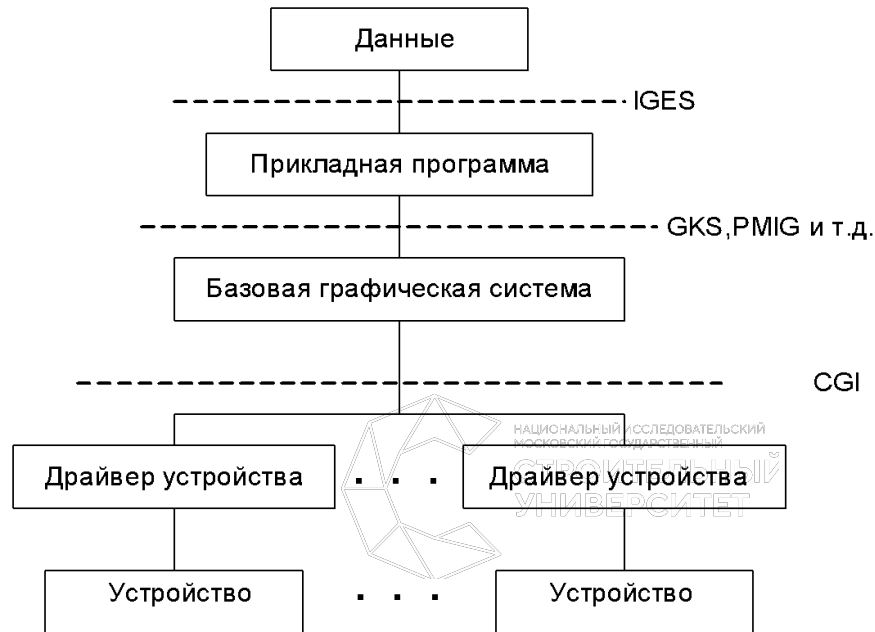 Данные
IGES
Прикладная программа
GKS,PMIG и т.д.
Базовая графическая система
CGI
НАЦИОНАЛЬНЫЙ ИССЛЕДОВАТЕЛЬСКИЙ
МОСКОВСКИЙ ГОСУДАРСТВЕННЫЙ
СТРОИТЕЛЬНЫЙ
УНИВЕРСИТЕТ
Драйвер устройства . . . Драйвер устройства
Устройство . . . Устройство